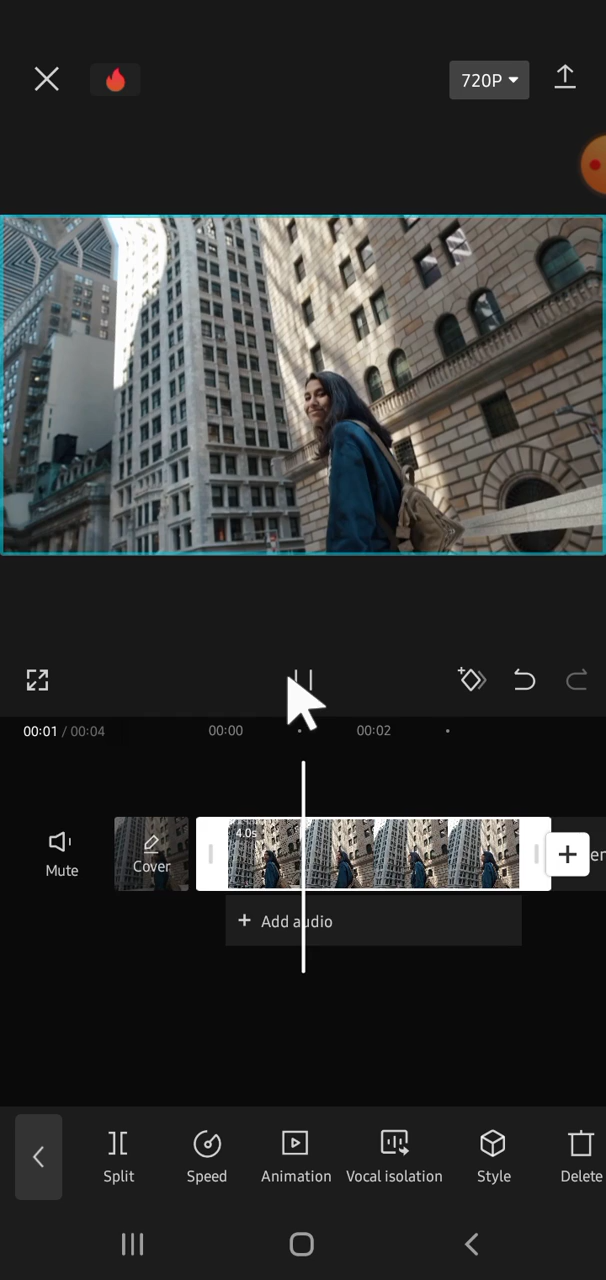 720P
00:01 / 00:04
00:00
00:02
4.0s
Mute
Cover
Add audio
Split
Speed
Animation
Vocal isolation
Style
Delete